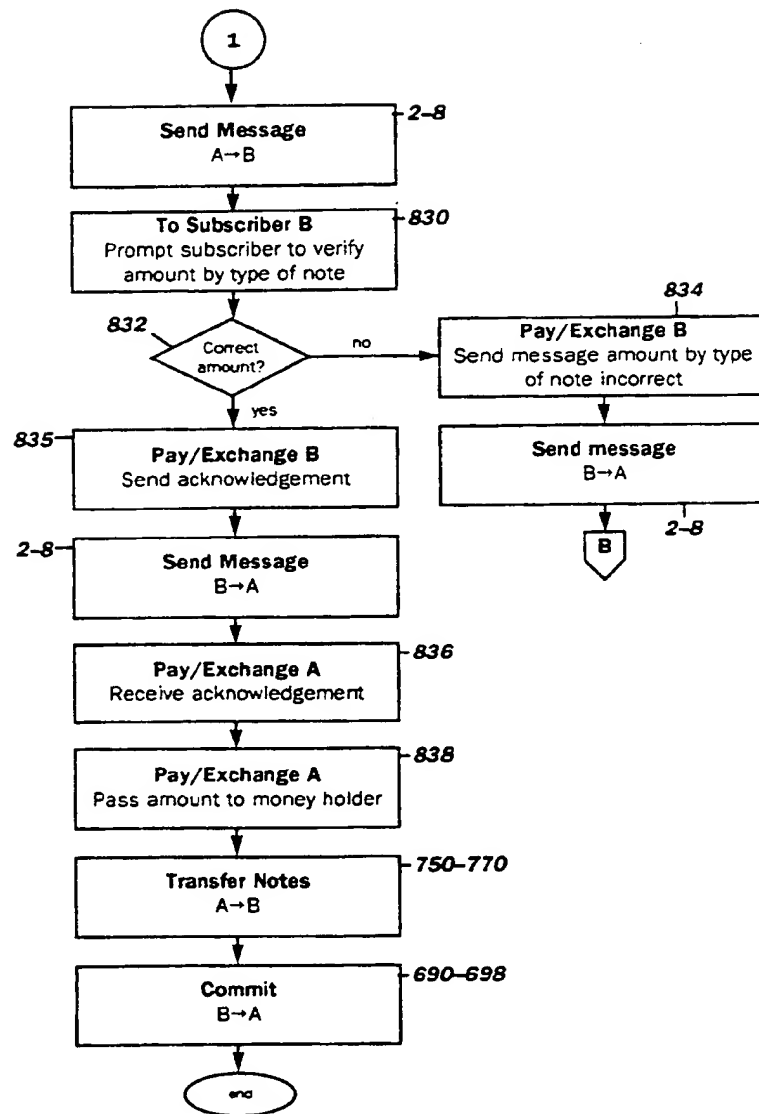 1
2-8
Send Message
A→B
830
To Subscriber B
Prompt subscriber to verify
amount by type of note
832
Correct
amount?
no
yes
834
Pay/Exchange B
Send message amount by type
of note incorrect
Send message
B→A
2-8
B
835
Pay/Exchange B
Send acknowledgement
2-8
Send Message
B→A
836
Pay/Exchange A
Receive acknowledgement
838
Pay/Exchange A
Pass amount to money holder
750-770
Transfer Notes
A→B
690-698
Commit
B→A
end